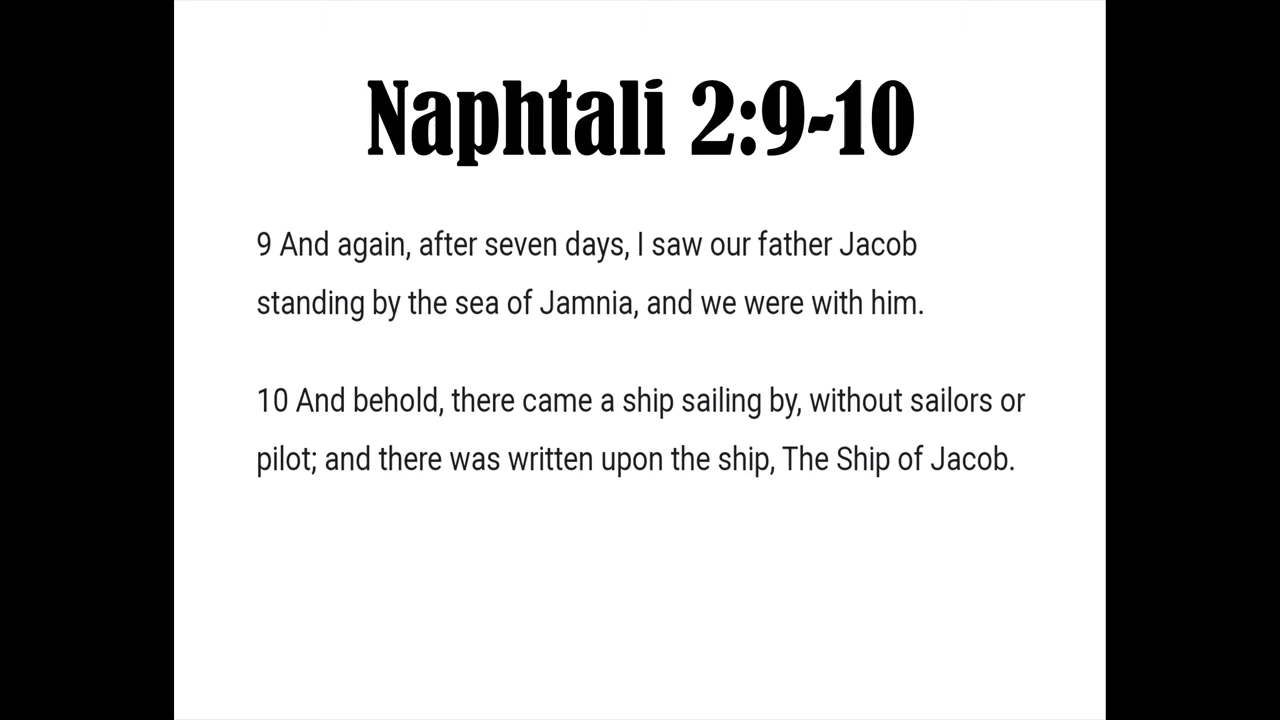 Naphtali 2:9-10
9 And again, after seven days, I saw our father Jacob
standing by the sea of Jamnia, and we were with him.
10 And behold, there came a ship sailing by, without sailors or
pilot; and there was written upon the ship, The Ship of Jacob.